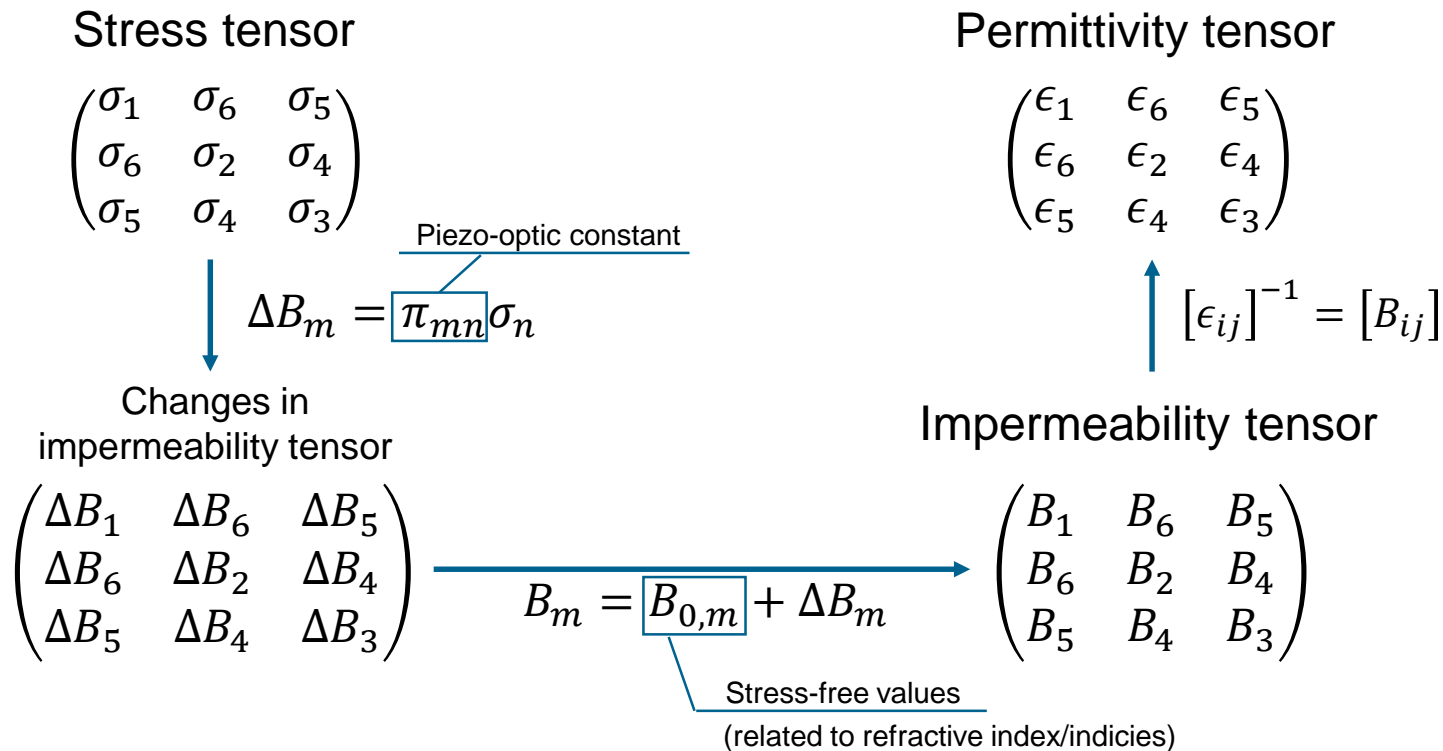 Stress tensor
σ₁ σ₆ σ₅
σ₆ σ₂ σ₄
σ₅ σ₄ σ₃
Piezo-optic constant
ΔBₘ = πₘₙσₙ
Changes in
impermeability tensor
ΔB₁ ΔB₆ ΔB₅
ΔB₆ ΔB₂ ΔB₄
ΔB₅ ΔB₄ ΔB₃
Bₘ = B₀,ₘ + ΔBₘ
Stress-free values
(related to refractive index/indicies)
Permittivity tensor
ϵ₁ ϵ₆ ϵ₅
ϵ₆ ϵ₂ ϵ₄
ϵ₅ ϵ₄ ϵ₃
[ϵᵢⱼ]⁻¹ = [Bᵢⱼ]
Impermeability tensor
B₁ B₆ B₅
B₆ B₂ B₄
B₅ B₄ B₃